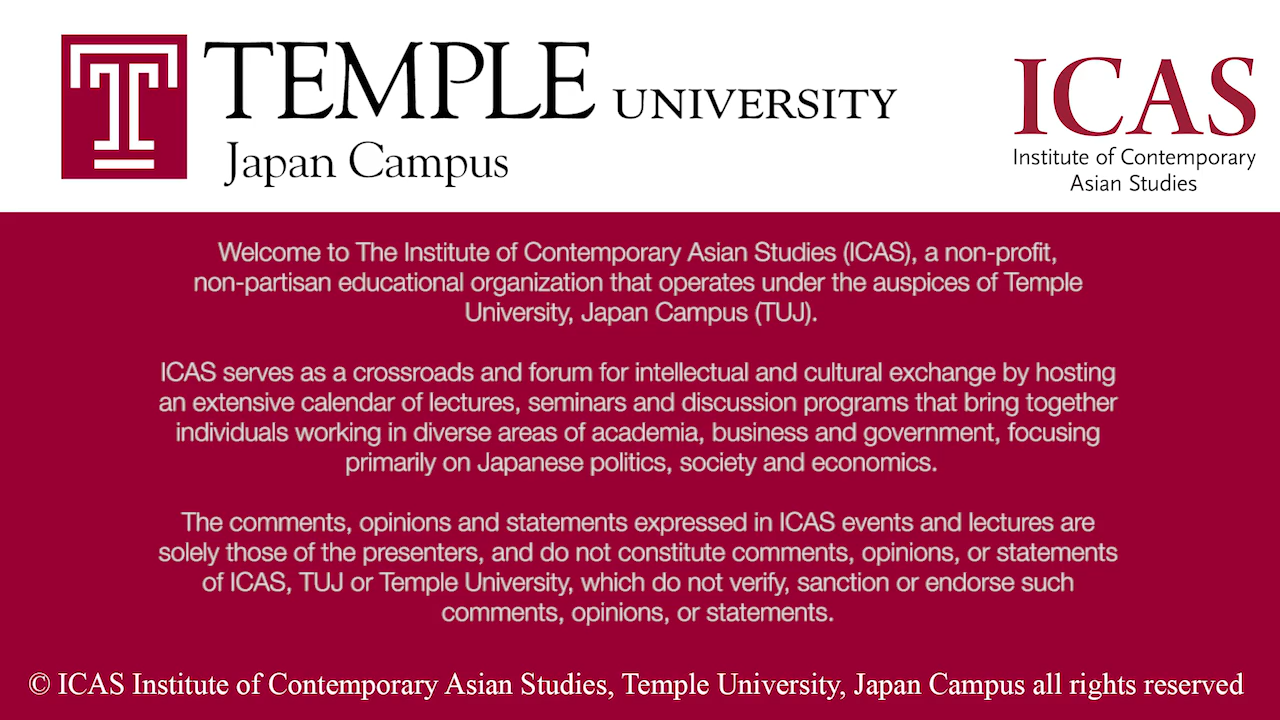 TEMPLE UNIVERSITY
Japan Campus
ICAS
Institute of Contemporary
Asian Studies
Welcome to The Institute of Contemporary Asian Studies (ICAS), a non-profit,
non-partisan educational organization that operates under the auspices of Temple
University, Japan Campus (TUJ).
ICAS serves as a crossroads and forum for intellectual and cultural exchange by hosting
an extensive calendar of lectures, seminars and discussion programs that bring together
individuals working in diverse areas of academia, business and government, focusing
primarily on Japanese politics, society and economics.
The comments, opinions and statements expressed in ICAS events and lectures are
solely those of the presenters, and do not constitute comments, opinions, or statements
of ICAS, TUJ or Temple University, which do not verify, sanction or endorse such
comments, opinions, or statements.
© ICAS Institute of Contemporary Asian Studies, Temple University, Japan Campus all rights reserved